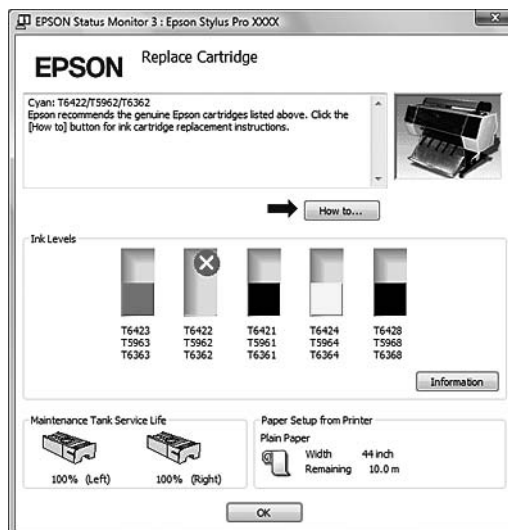 EPSON Status Monitor 3 : Epson Stylus Pro XXXX
EPSON
Replace Cartridge
Cyan: T6422/T5962/T6362
Epson recommends the genuine Epson cartridges listed above. Click the
[How to] button for ink cartridge replacement instructions.
How to...
Ink Levels
T6423 T6422 T6421 T6424 T6428
T5963 T5962 T5961 T5964 T5968
T6363 T6362 T6361 T6364 T6368
Information
Maintenance Tank Service Life
100% (Left) 100% (Right)
Paper Setup from Printer
Plain Paper
Width 44 inch
Remaining 10.0 m
OK